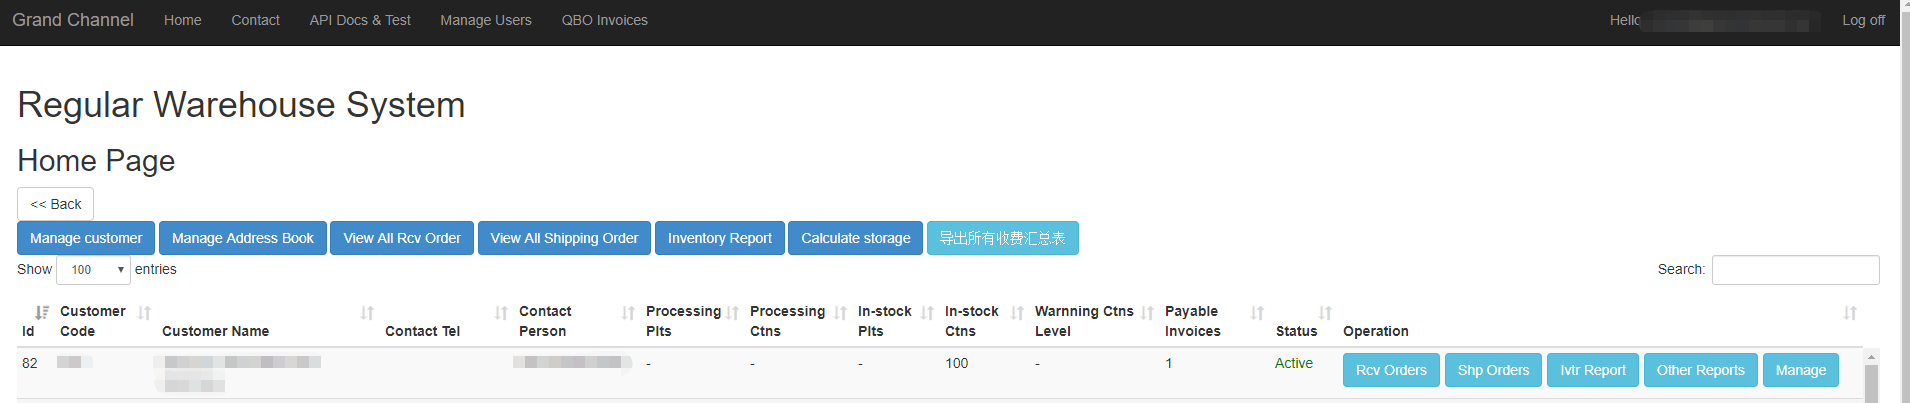 Grand Channel Home Contact API Docs & Test Manage Users QBO Invoices Hello Log off
Regular Warehouse System
Home Page
<< Back
Manage customer Manage Address Book View All Rcv Order View All Shipping Order Inventory Report Calculate storage 导出所有收费汇总表
Show 100 entries Search:
Customer Contact Processing Processing In-stock In-stock Warnning Ctns Payable
Id Code Customer Name Contact Tel Person Plts Ctns Plts Ctns Level Invoices Status Operation
82 - - - 100 - 1 Active Rcv Orders Shp Orders Ivtr Report Other Reports Manage